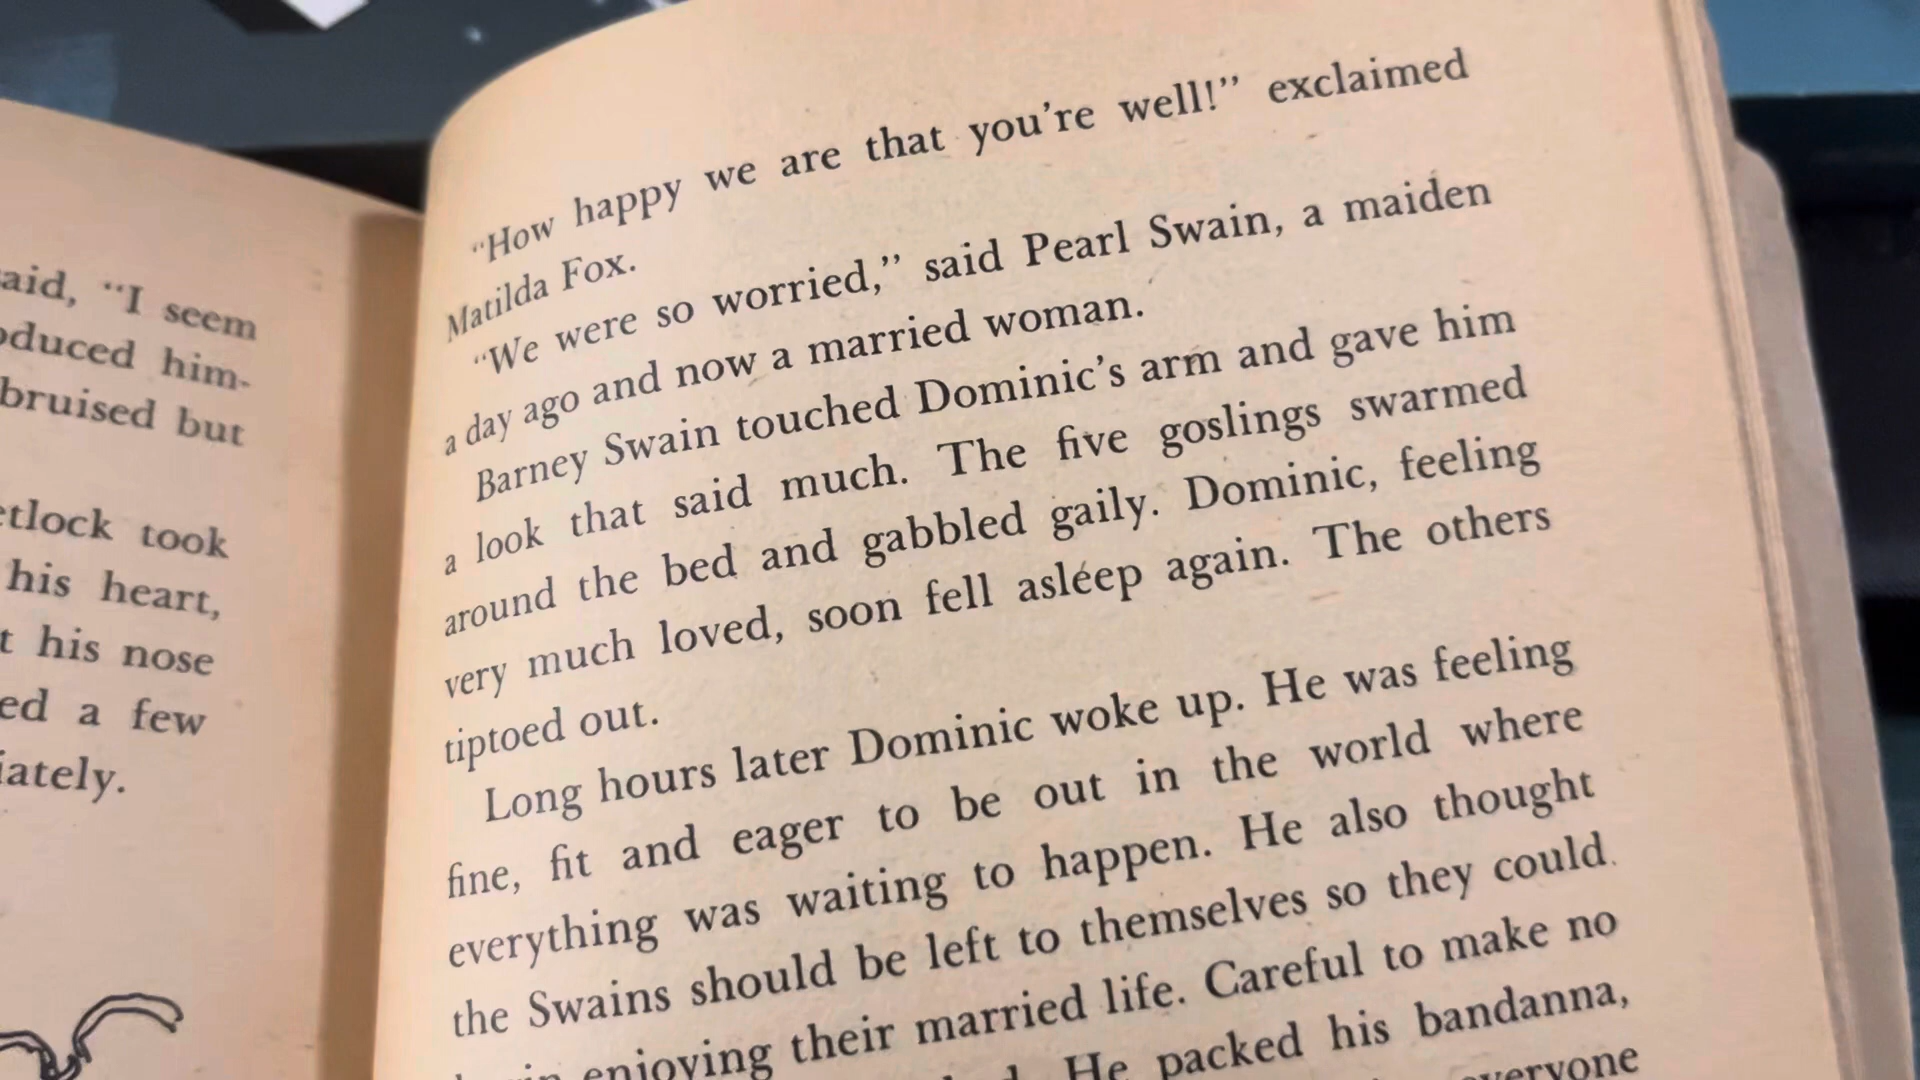 aid, "I seem
duced him-
bruised but
tlock took
his heart,
t his nose
ed a few
iately.
"How happy we are that you're well!" exclaimed
Matilda Fox.
"We were so worried," said Pearl Swain, a maiden
a day ago and now a married woman.
Barney Swain touched Dominic's arm and gave him
a look that said much. The five goslings swarmed
around the bed and gabbled gaily. Dominic, feeling
very much loved, soon fell asleep again. The others
tiptoed out.
Long hours later Dominic woke up. He was feeling
fine, fit and eager to be out in the world where
everything was waiting to happen. He also thought
the Swains should be left to themselves so they could
enjoying their married life. Careful to make no
He packed his bandanna,
everyone